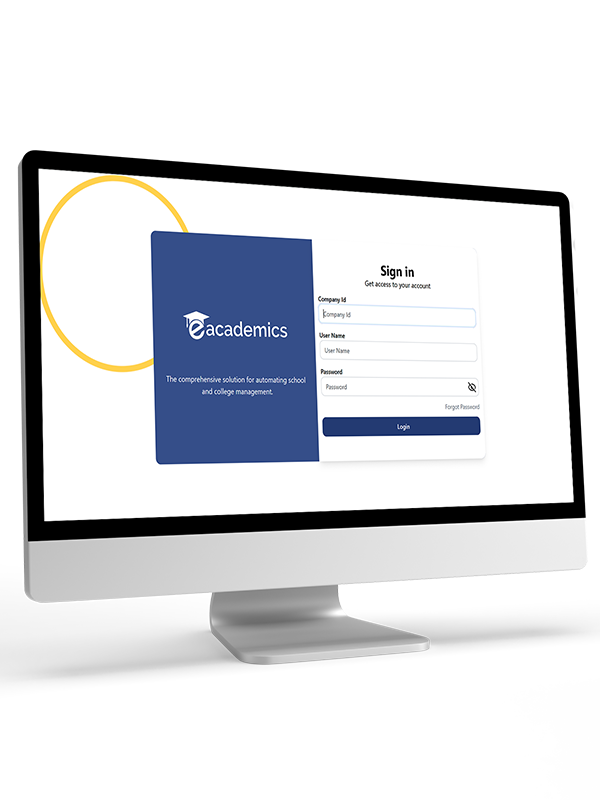 eacademics
The comprehensive solution for automating school
and college management.
Sign in
Get access to your account
Company Id
Company Id
User Name
User Name
Password
Password
Forgot Password
Login